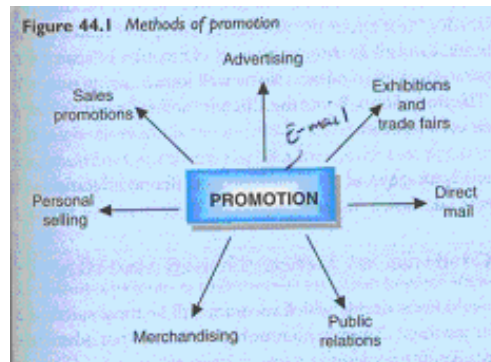 Figure 44.1 Methods of promotion
Advertising
Exhibitions
and
trade fairs
Sales
promotions
E-mail
PROMOTION
Personal
selling
Direct
mail
Merchandising
Public
relations